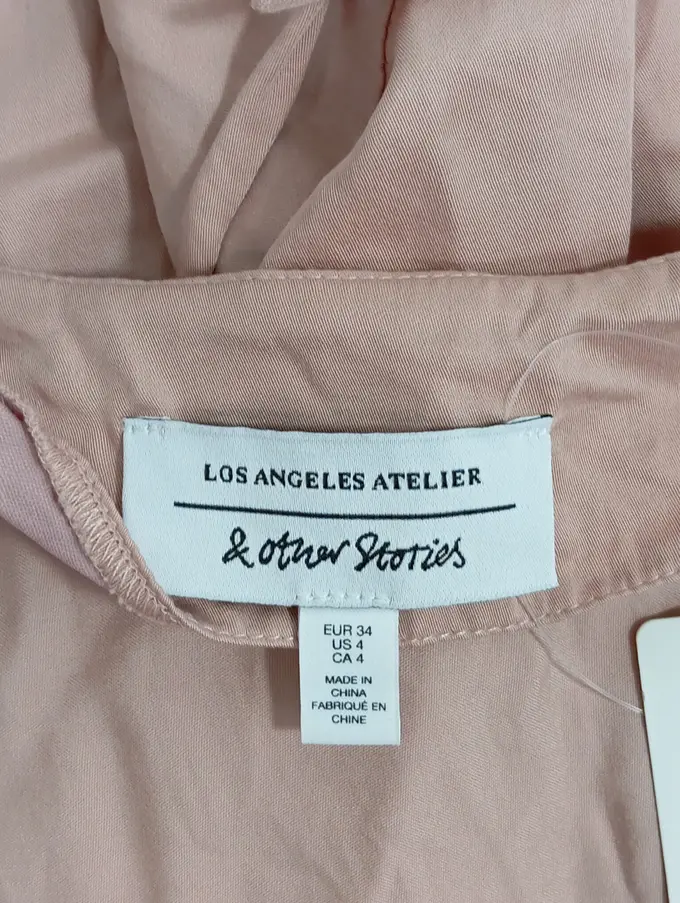 LOS ANGELES ATELIER
& other Stories
EUR 34
US 4
CA 4
MADE IN
CHINA
FABRIQUÉ EN
CHINE